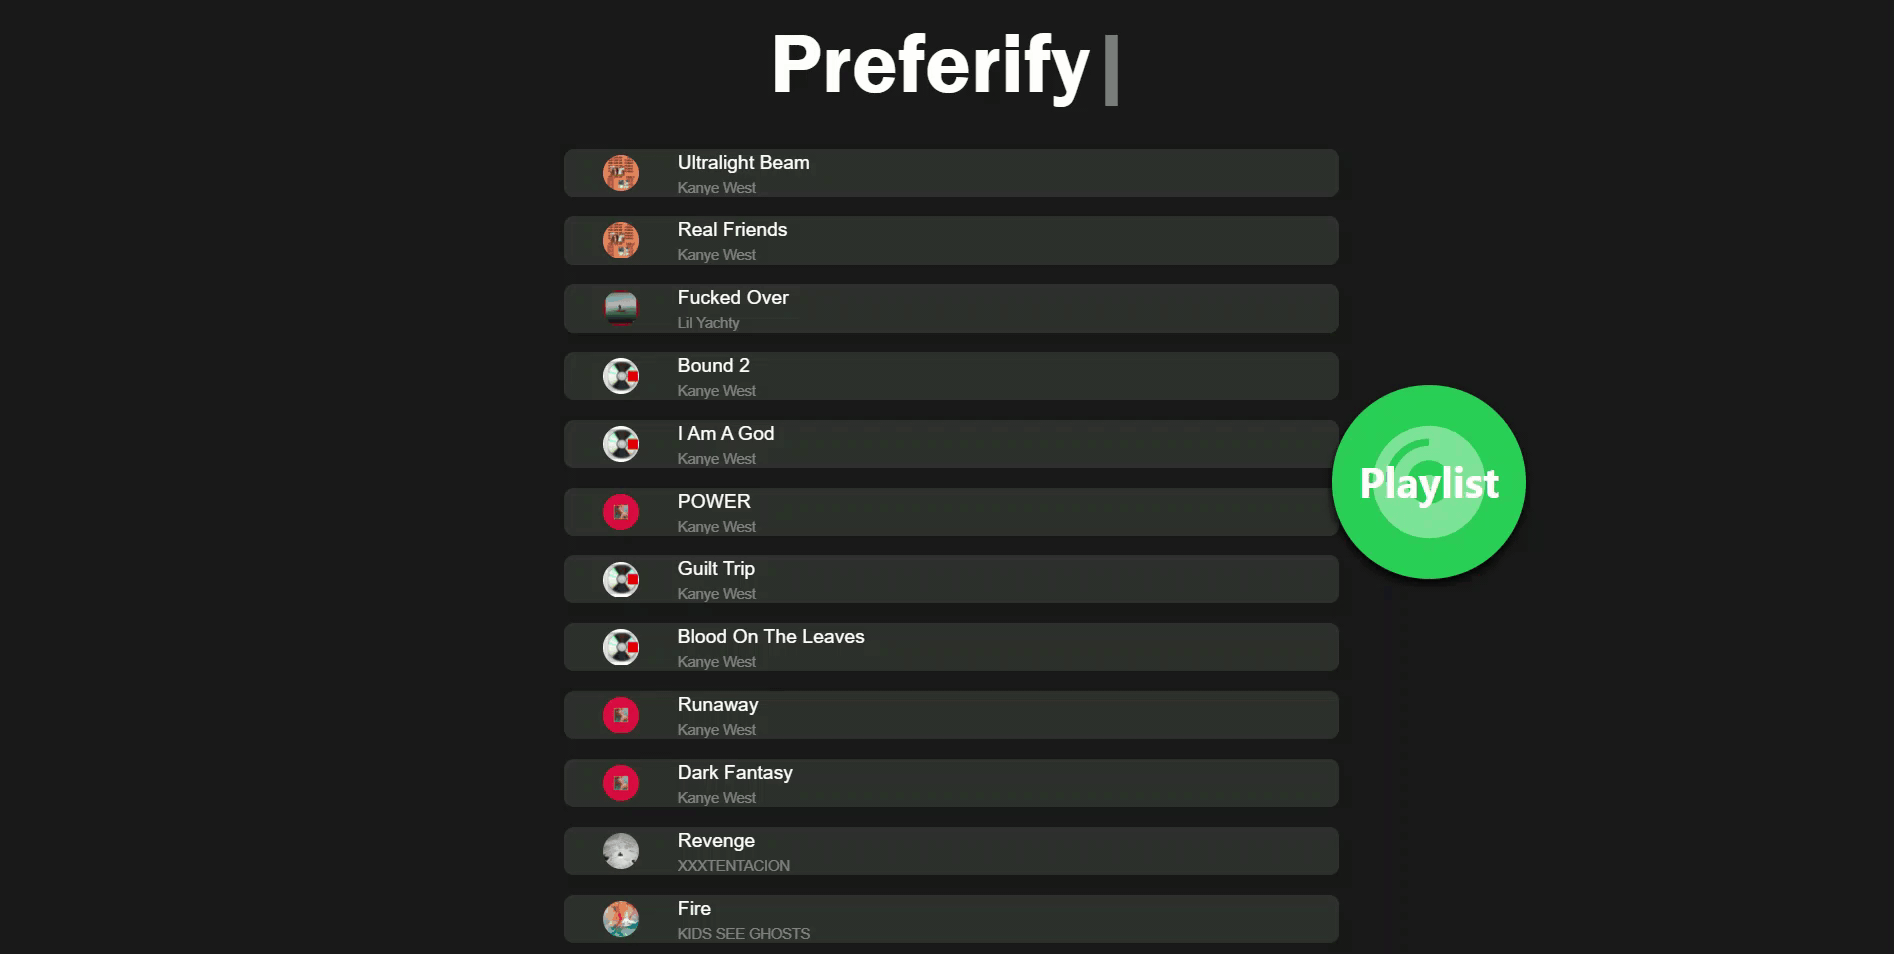 Preferify
Ultralight Beam
Kanye West
Real Friends
Kanye West
Fucked Over
Lil Yachty
Bound 2
Kanye West
I Am A God
Kanye West
POWER
Kanye West
Playlist
Guilt Trip
Kanye West
Blood On The Leaves
Kanye West
Runaway
Kanye West
Dark Fantasy
Kanye West
Revenge
XXXTENTACION
Fire
KIDS SEE GHOSTS